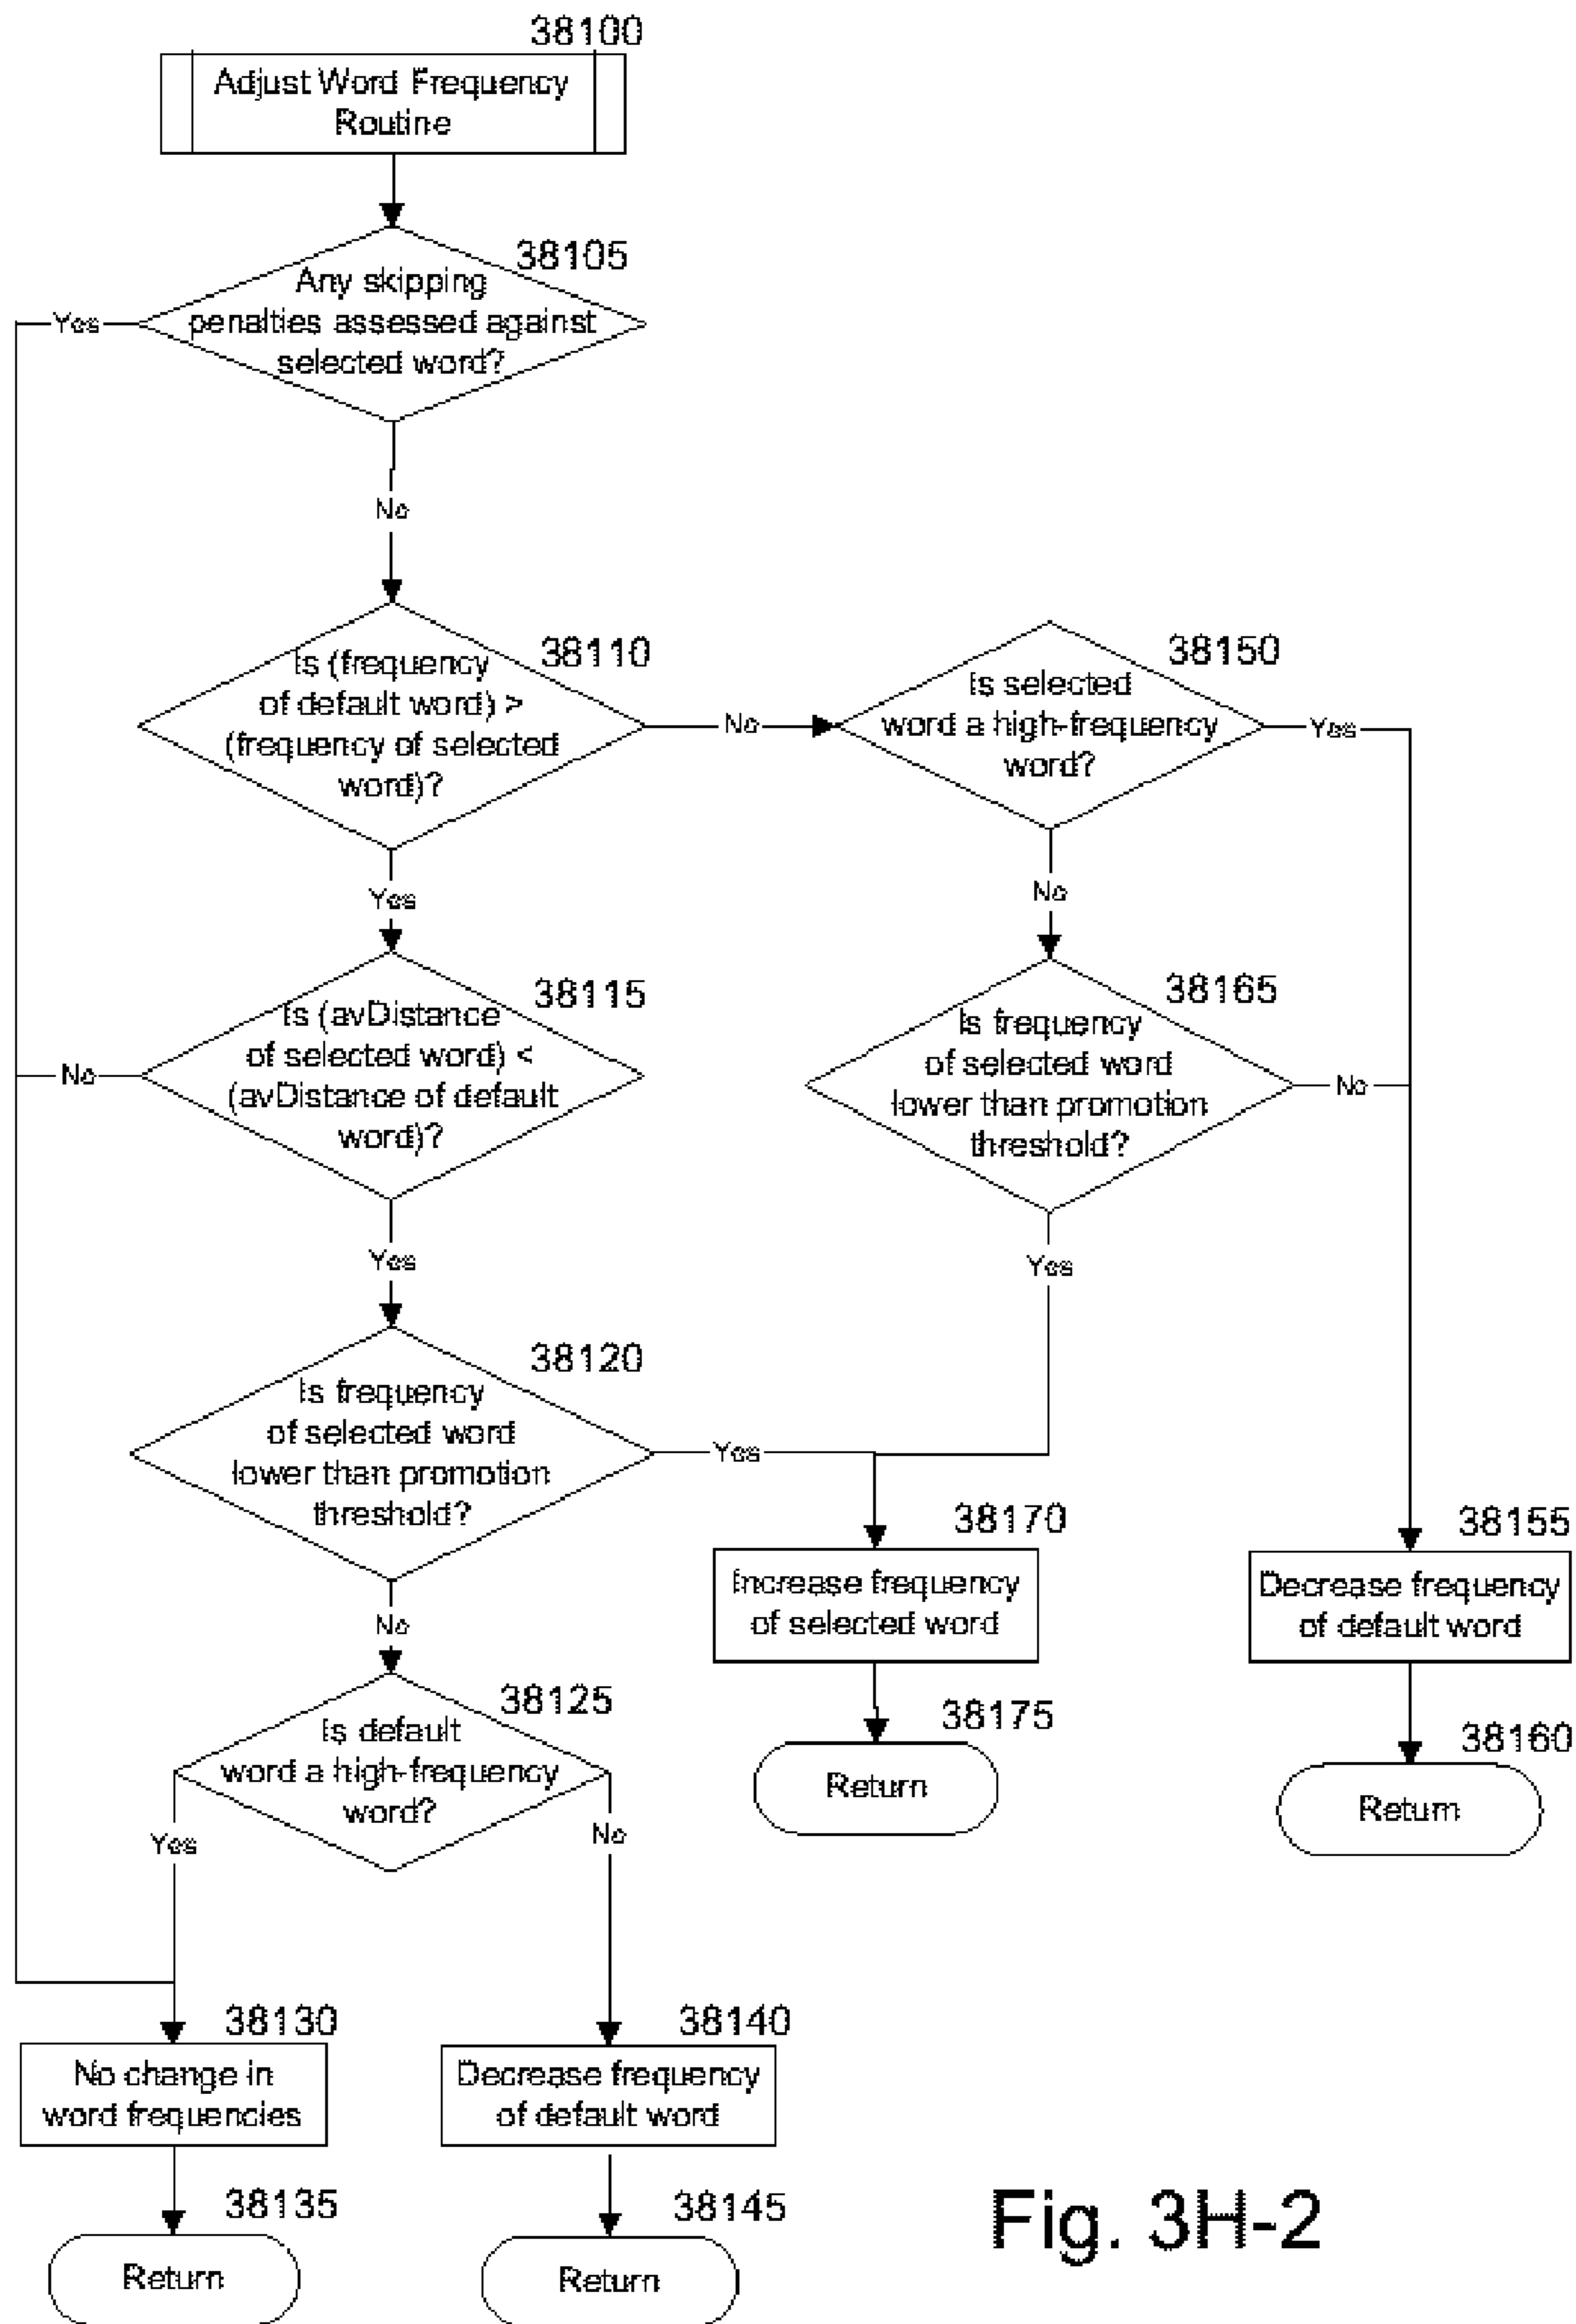 38100
Adjust Word Frequency
Routine
38105
Any skipping
penalties assessed against
selected word?
Yes
No
38110
Is (frequency
of default word) >
(frequency of selected
word)?
No
38150
Is selected
word a high-frequency
word?
Yes
Yes
No
38115
Is (avDistance
of selected word) <
(avDistance of default
word)?
No
38165
Is frequency
of selected word
lower than promotion
threshold?
No
Yes
Yes
38120
Is frequency
of selected word
lower than promotion
threshold?
Yes
38170
Increase frequency
of selected word
38155
Decrease frequency
of default word
No
38125
Is default
word a high-frequency
word?
38175
Return
38160
Return
Yes
No
38130
No change in
word frequencies
38140
Decrease frequency
of default word
38135
Return
38145
Return
Fig. 3H-2